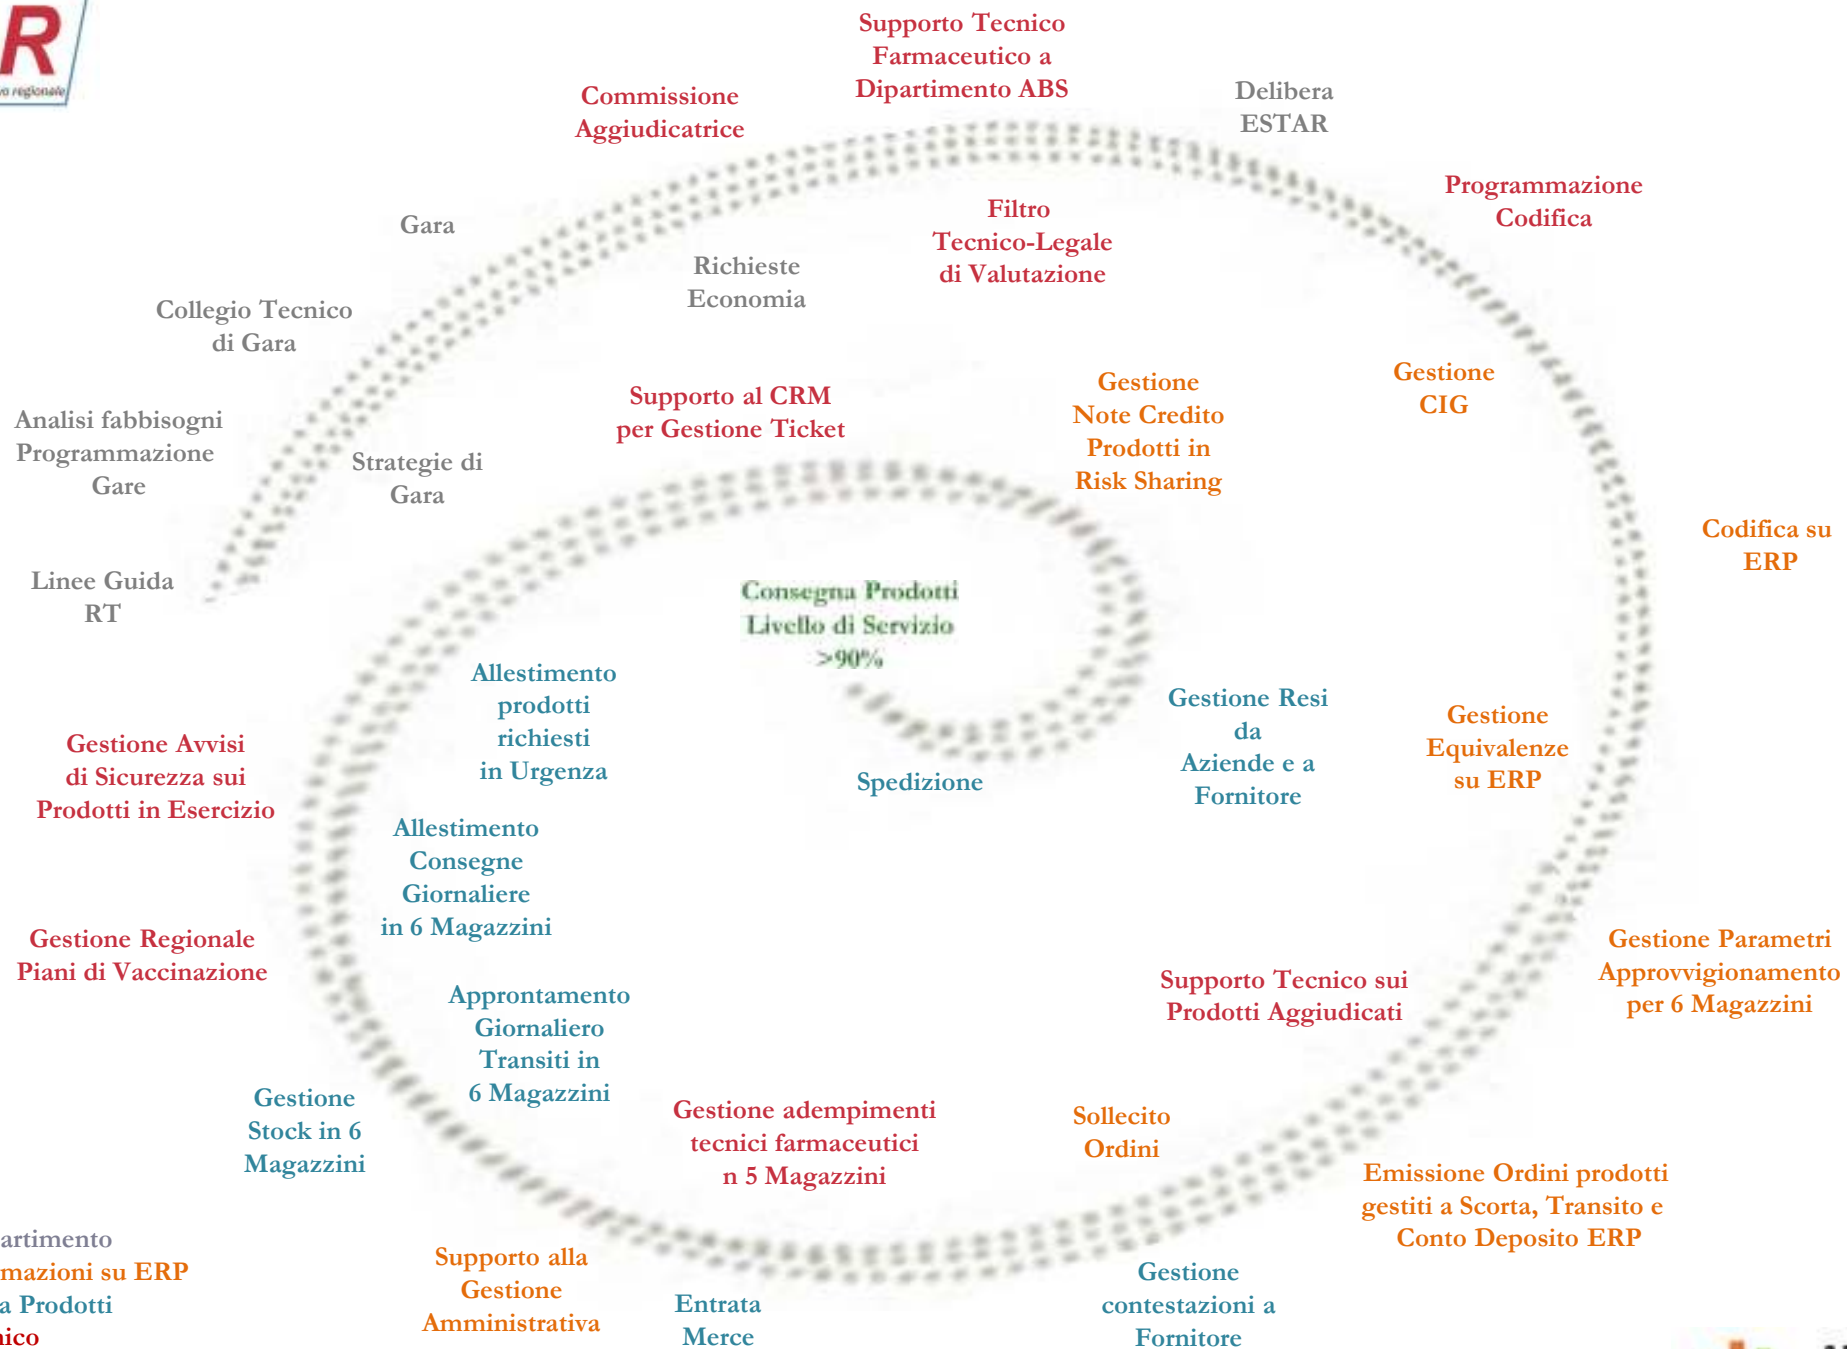 R
regionale
Supporto Tecnico
Farmaceutico a
Dipartimento ABS
Commissione
Aggiudicatrice
Delibera
ESTAR
Programmazione
Codifica
Gara
Filtro
Tecnico-Legale
di Valutazione
Richieste
Economia
Collegio Tecnico
di Gara
Supporto al CRM
per Gestione Ticket
Gestione
Note Credito
Prodotti in
Risk Sharing
Gestione
CIG
Analisi fabbisogni
Programmazione
Gare
Strategie di
Gara
Codifica su
ERP
Linee Guida
RT
Consegna Prodotti
Livello di Servizio
>90%
Allestimento
prodotti
richiesti
in Urgenza
Gestione Resi
da
Aziende e a
Fornitore
Gestione
Equivalenze
su ERP
Gestione Avvisi
di Sicurezza sui
Prodotti in Esercizio
Spedizione
Allestimento
Consegne
Giornaliere
in 6 Magazzini
Gestione Regionale
Piani di Vaccinazione
Gestione Parametri
Approvvigionamento
per 6 Magazzini
Supporto Tecnico sui
Prodotti Aggiudicati
Approntamento
Giornaliero
Transiti in
6 Magazzini
Gestione
Stock in 6
Magazzini
Gestione adempimenti
tecnici farmaceutici
n 5 Magazzini
Sollecito
Ordini
Emissione Ordini prodotti
gestiti a Scorta, Transito e
Conto Deposito ERP
artimento
mazioni su ERP
a Prodotti
nico
Supporto alla
Gestione
Amministrativa
Entrata
Merce
Gestione
contestazioni a
Fornitore